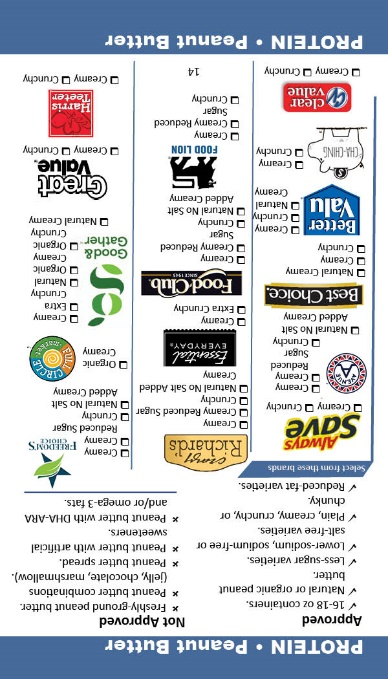 PROTEIN • Peanut Butter
Approved
✓ 16-18 oz containers.
✓ Natural or organic peanut
butter.
✓ Less-sugar varieties.
✓ Lower-sodium, sodium-free or
salt-free varieties.
✓ Plain, creamy, crunchy, or
chunky.
✓ Reduced-fat varieties.
Not Approved
× Freshly-ground peanut butter.
× Peanut butter combinations
(jelly, chocolate, marshmallow).
× Peanut butter spread.
× Peanut butter with artificial
sweeteners.
× Peanut butter with DHA-ARA
and/or omega-3 fats.
Select from these brands
Always
Save
Creamy Crunchy
Creamy
Creamy
Reduced
Sugar
Crunchy
Natural No Salt
Added Creamy
Best Choice.
Natural Creamy
Creamy
Crunchy
Better
Valu
Creamy
Crunchy
Natural
Creamy
CHA-CHING
Creamy
Crunchy
clear
value
Creamy Crunchy
Crazy
Richard's
Creamy
Creamy Reduced Sugar
Crunchy
Natural No Salt Added
Creamy
Essential
EVERYDAY
Creamy
Extra Crunchy
Food Club
SINCE 1945
Creamy
Creamy Reduced
Sugar
Crunchy
Natural No Salt
Added Creamy
FOOD LION
Creamy
Creamy Reduced
Sugar
Crunchy
14
FREEDOM'S
CHOICE
Creamy
Creamy
Reduced Sugar
Crunchy
Natural No Salt
Added Creamy
FULL CIRCLE
market
Organic
Creamy
Good&
Gather
Creamy
Extra
Crunchy
Natural
Organic
Creamy
Organic
Crunchy
Natural Creamy
Great
Value
Creamy Crunchy
Harris
Teeter
Creamy Crunchy
PROTEIN • Peanut Butter